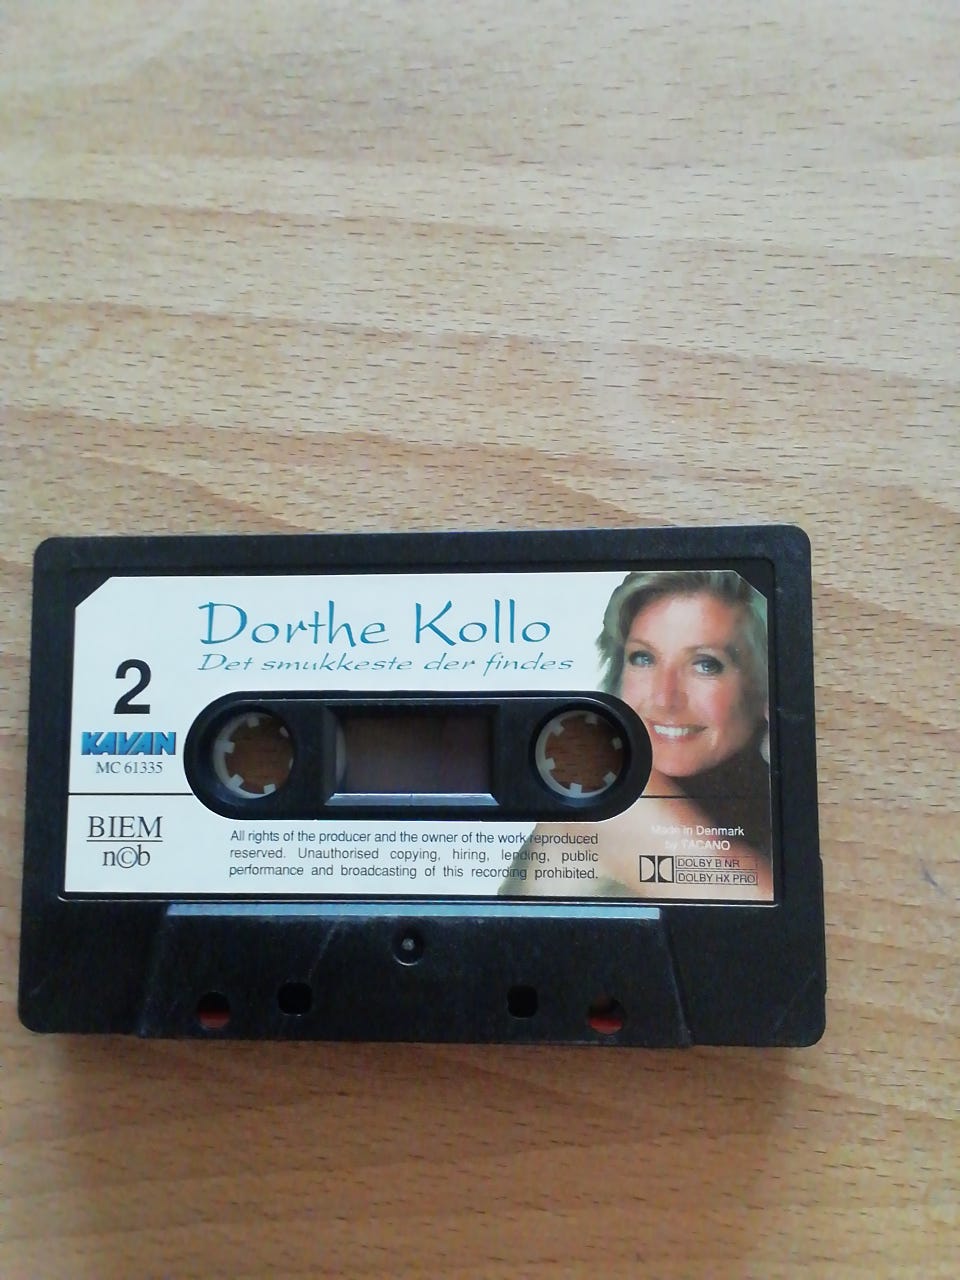 Dorthe Kollo
Det smukkeste der findes
2
KAVAN
MC 61335
BIEM
n©b
All rights of the producer and the owner of the work reproduced
reserved. Unauthorised copying, hiring, lending, public
performance and broadcasting of this recording prohibited.
Made in Denmark
by TACANO
DOLBY B NR
DOLBY HX PRO